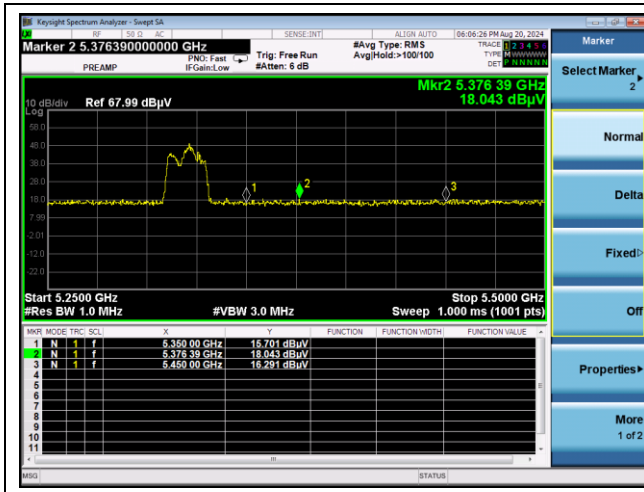 Keysight Spectrum Analyzer - Swept SA
RF 50 Ω AC SENSE:INT ALIGN AUTO 06:06:26 PM Aug 20, 2024
Marker 2 5.376390000000 GHz
PREAMP
PNO: Fast
IFGain:Low
Trig: Free Run
#Atten: 6 dB
#Avg Type: RMS
Avg|Hold:>100/100
TRACE 1 2 3 4 5 6
TYPE M WWWWW
DET P N N N N N
Mkr2 5.376 39 GHz
18.043 dBµV
10 dB/div Ref 67.99 dBµV
Log
58.0
48.0
38.0
28.0
18.0
7.99
-2.01
-12.0
-22.0
1
2
3
Start 5.2500 GHz Stop 5.5000 GHz
#Res BW 1.0 MHz #VBW 3.0 MHz Sweep 1.000 ms (1001 pts)
MKR MODE TRC SCL X Y FUNCTION FUNCTION WIDTH FUNCTION VALUE
1 N 1 f 5.350 00 GHz 15.701 dBµV
2 N 1 f 5.376 39 GHz 18.043 dBµV
3 N 1 f 5.450 00 GHz 16.291 dBµV
4
5
6
7
8
9
10
11
MSG STATUS
Marker
Select Marker
2
Normal
Delta
Fixed
Off
Properties
More
1 of 2